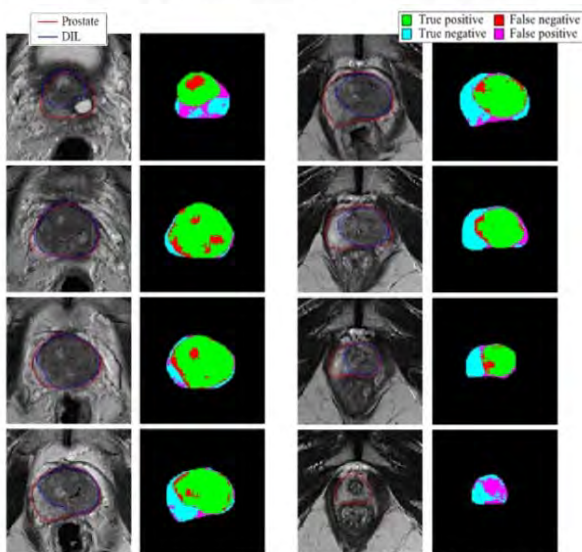 Prostate
DIL
True positive False negative
True negative False positive